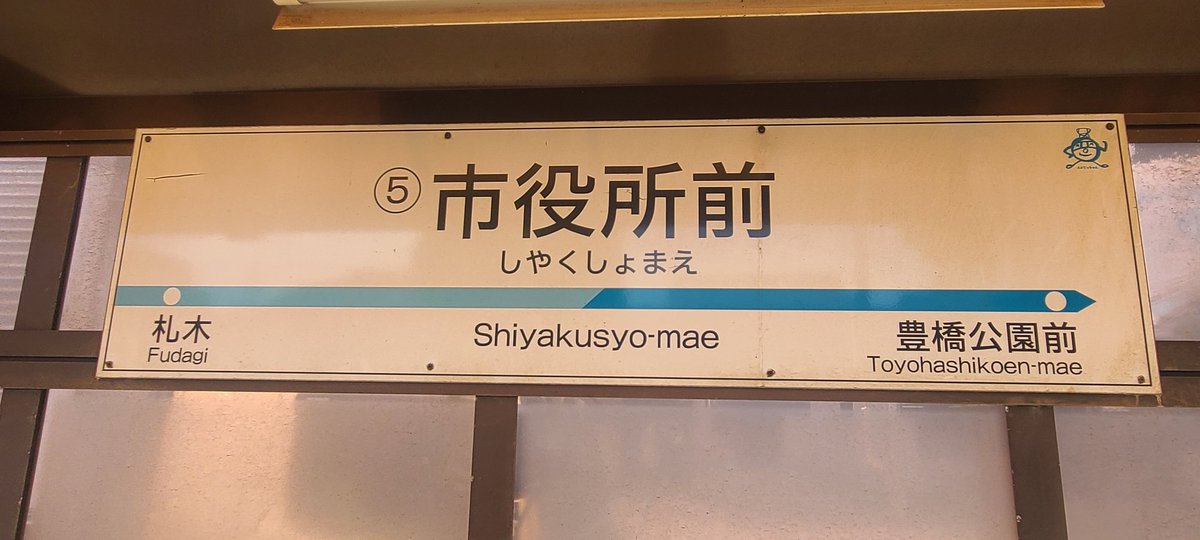 ⑤市役所前
しやくしょまえ
札木
Fudagi
Shiyakusyo-mae
豊橋公園前
Toyohashikoen-mae